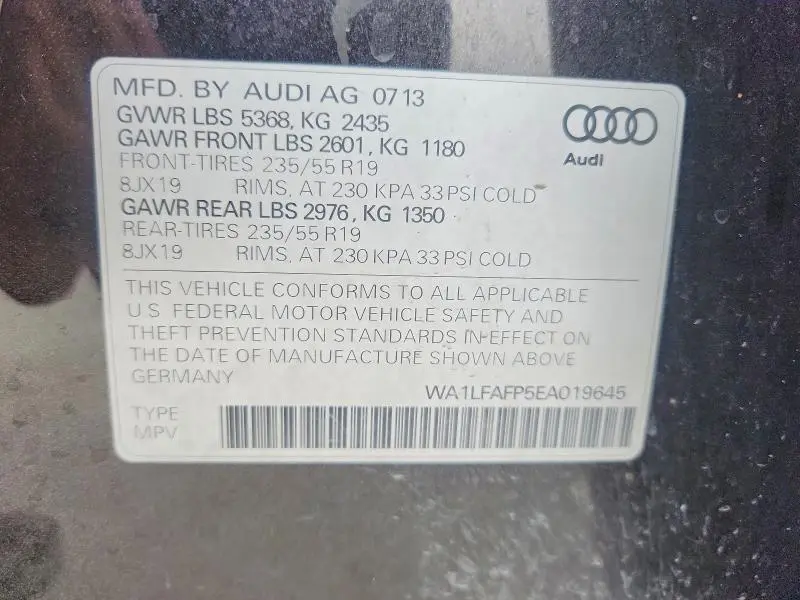 MFD. BY AUDI AG 0713
GVWR LBS 5368, KG 2435
GAWR FRONT LBS 2601, KG 1180
FRONT-TIRES 235/55 R19
8JX19 RIMS, AT 230 KPA 33 PSI COLD
GAWR REAR LBS 2976, KG 1350
REAR-TIRES 235/55 R19
8JX19 RIMS, AT 230 KPA 33 PSI COLD
Audi
THIS VEHICLE CONFORMS TO ALL APPLICABLE
U.S. FEDERAL MOTOR VEHICLE SAFETY AND
THEFT PREVENTION STANDARDS IN EFFECT ON
THE DATE OF MANUFACTURE SHOWN ABOVE
GERMANY
WA1LFAFP5EA019645
TYPE
MPV